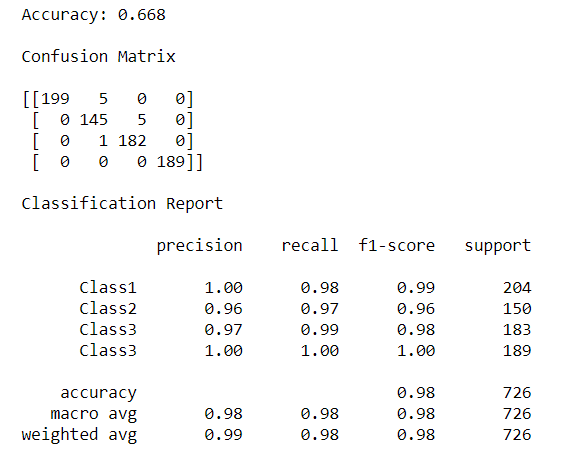 Accuracy: 0.668
Confusion Matrix
[[199 5 0 0]
[ 0 145 5 0]
[ 0 1 182 0]
[ 0 0 0 189]]
Classification Report
precision recall f1-score support
Class1 1.00 0.98 0.99 204
Class2 0.96 0.97 0.96 150
Class3 0.97 0.99 0.98 183
Class3 1.00 1.00 1.00 189
accuracy 0.98 726
macro avg 0.98 0.98 0.98 726
weighted avg 0.99 0.98 0.98 726